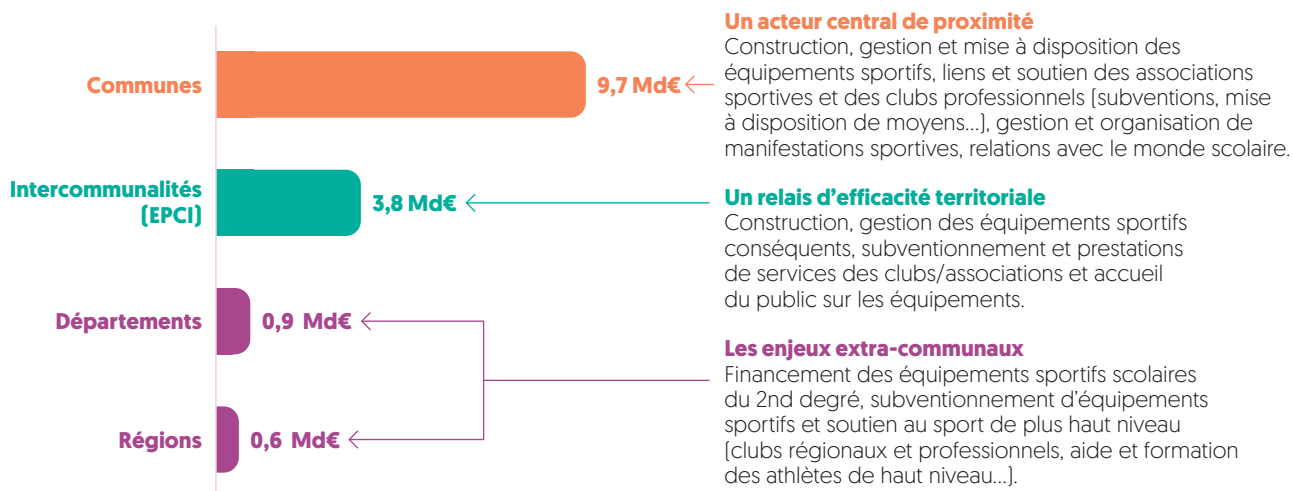 Communes
9,7 Md€
Un acteur central de proximité
Construction, gestion et mise à disposition des
équipements sportifs, liens et soutien des associations
sportives et des clubs professionnels (subventions, mise
à disposition de moyens...), gestion et organisation de
manifestations sportives, relations avec le monde scolaire.
Intercommunalités
(EPCI)
3,8 Md€
Un relais d’efficacité territoriale
Construction, gestion des équipements sportifs
conséquents, subventionnement et prestations
de services des clubs/associations et accueil
du public sur les équipements.
Départements
0,9 Md€
Régions
0,6 Md€
Les enjeux extra-communaux
Financement des équipements sportifs scolaires
du 2nd degré, subventionnement d’équipements
sportifs et soutien au sport de plus haut niveau
(clubs régionaux et professionnels, aide et formation
des athlètes de haut niveau...).